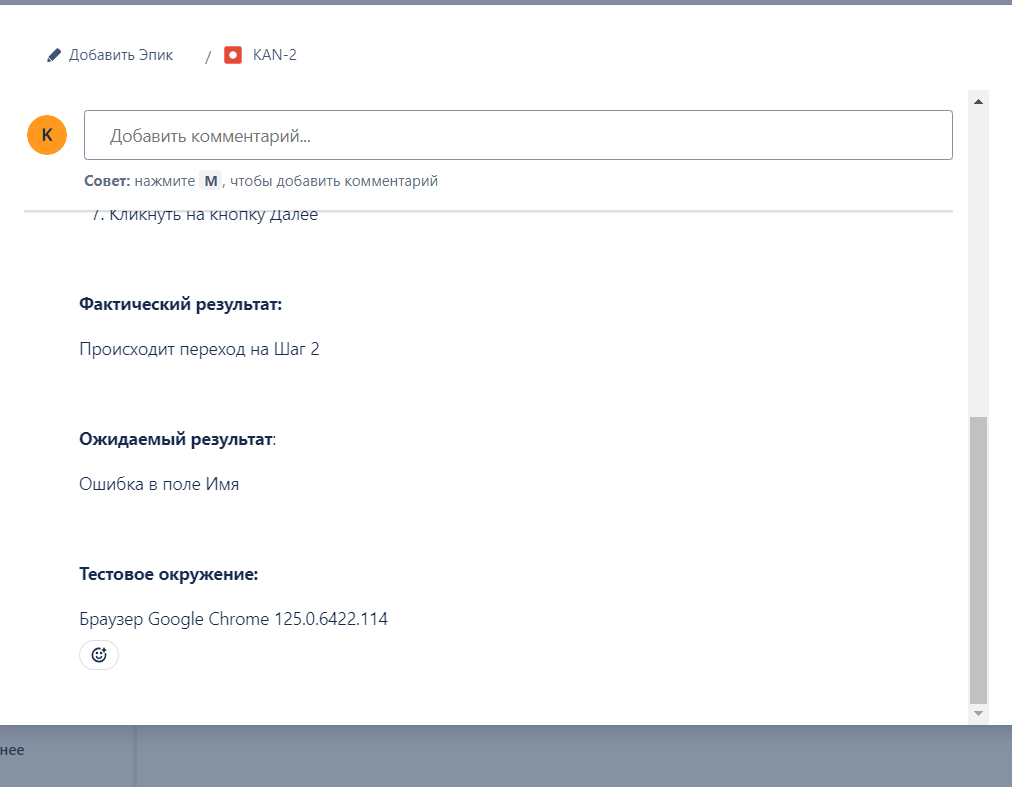 Добавить Эпик / KAN-2
K
Добавить комментарий...
Совет: нажмите M , чтобы добавить комментарий
7. Кликнуть на кнопку Далее
Фактический результат:
Происходит переход на Шаг 2
Ожидаемый результат:
Ошибка в поле Имя
Тестовое окружение:
Браузер Google Chrome 125.0.6422.114
нее